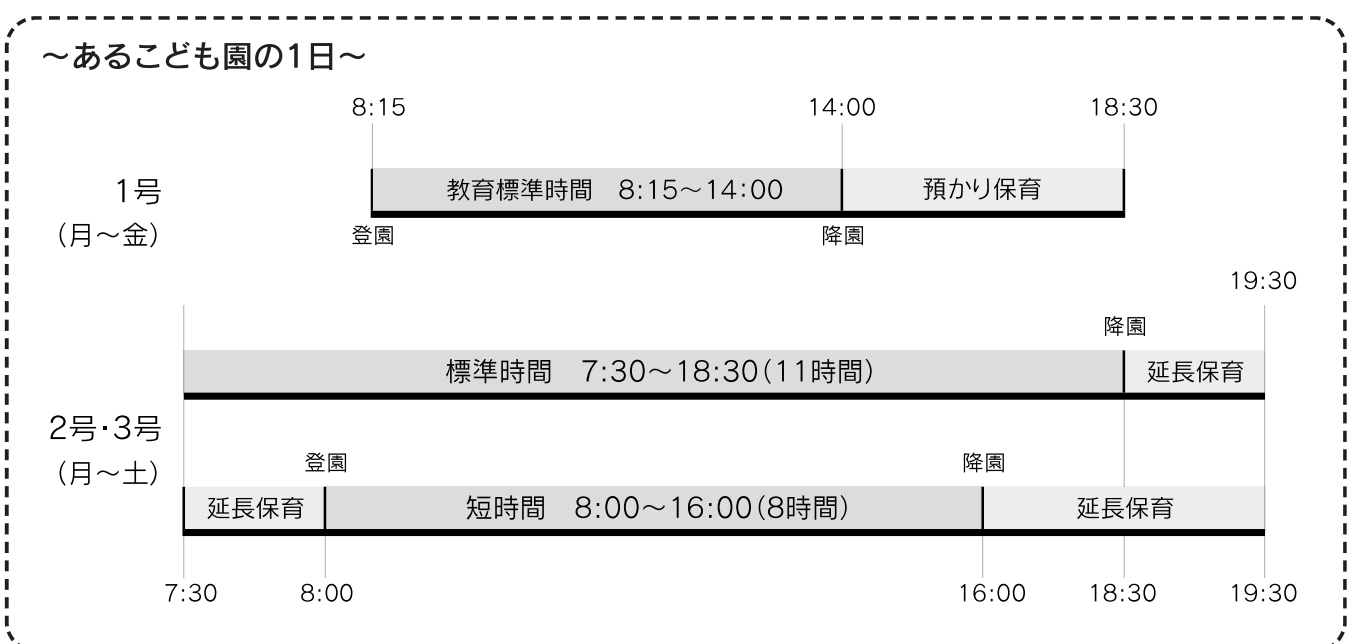 ～あるこども園の1日～
8:15 14:00 18:30
1号
(月～金)
教育標準時間 8:15～14:00 預かり保育
登園 降園
19:30
降園
標準時間 7:30～18:30(11時間) 延長保育
2号・3号
(月～土)
登園 降園
延長保育 短時間 8:00～16:00(8時間) 延長保育
7:30 8:00 16:00 18:30 19:30